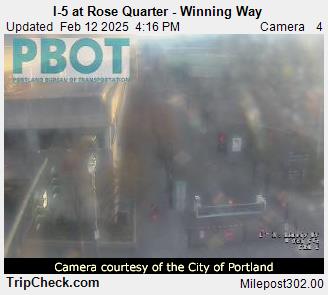 I-5 at Rose Quarter - Winning Way
Updated  Feb 12 2025  4:16 PM
Camera  4
PBOT
PORTLAND BUREAU OF TRANSPORTATION
Camera courtesy of the City of Portland
TripCheck.com
Milepost302.00